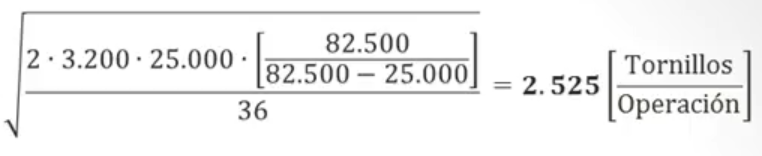 √((2 · 3.200 · 25.000 · [82.500 / (82.500 − 25.000)]) / 36) = 2.525 [Tornillos / Operación]